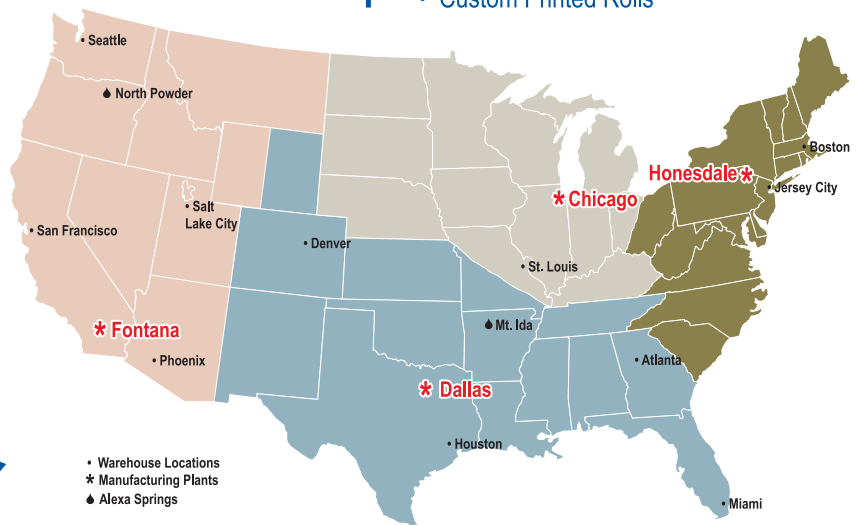 • Custom Printed Rolls
• Seattle
North Powder
• Boston
Honesdale *
• Jersey City
* Chicago
• Salt
Lake City
• San Francisco
• Denver
• St. Louis
* Fontana
Mt. Ida
• Phoenix
• Atlanta
* Dallas
• Houston
• Warehouse Locations
* Manufacturing Plants
Alexa Springs
• Miami